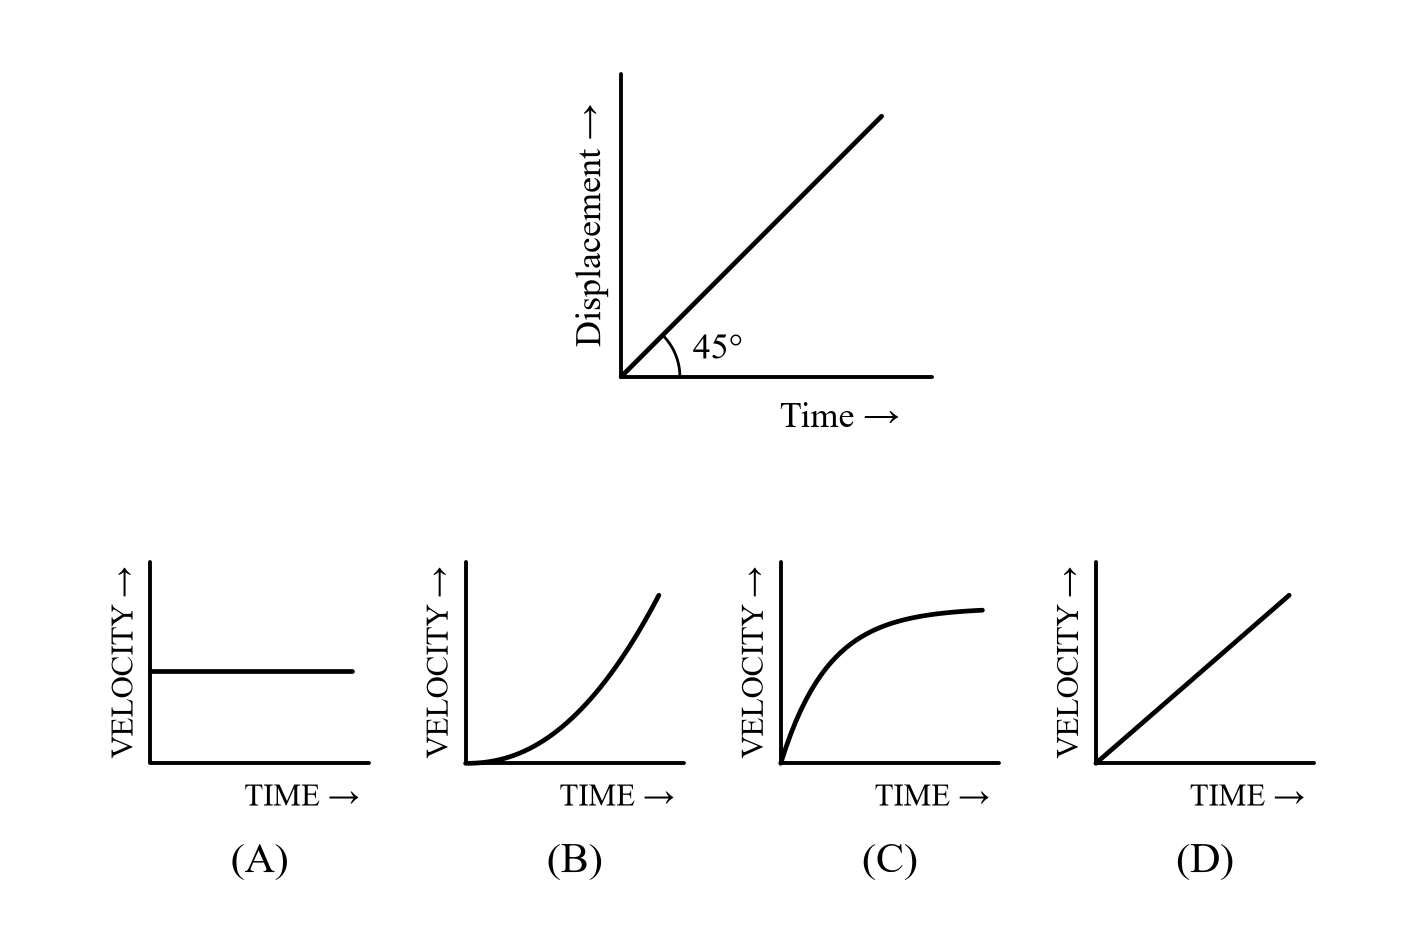 Displacement →
45°
Time →
VELOCITY →
TIME →
(A)
VELOCITY →
TIME →
(B)
VELOCITY →
TIME →
(C)
VELOCITY →
TIME →
(D)